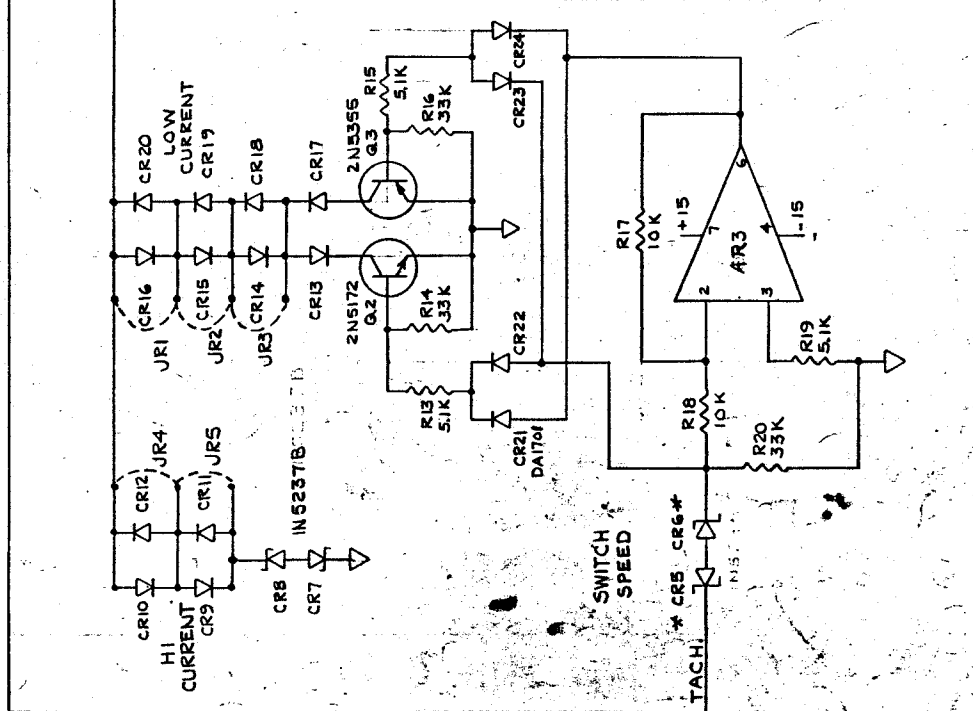 CR24
CR23
R15
5.1K
R16
33K
2N5355
Q3
LOW
CURRENT
CR20
CR19
CR18
CR17
CR16
CR15
CR14
CR13
JR1
JR2
JR3
2N5172
Q2
R14
33K
R13
5.1K
CR22
CR21
DA1701
R17
10K
+15
7
6
AR3
4
-15
2
3
R19
5.1K
R18
10K
R20
33K
JR4
JR5
CR12
CR11
CR10
CR9
HI
CURRENT
IN5237B
CR8
CR7
SWITCH
SPEED
* CR5 CR6 *
TACH1